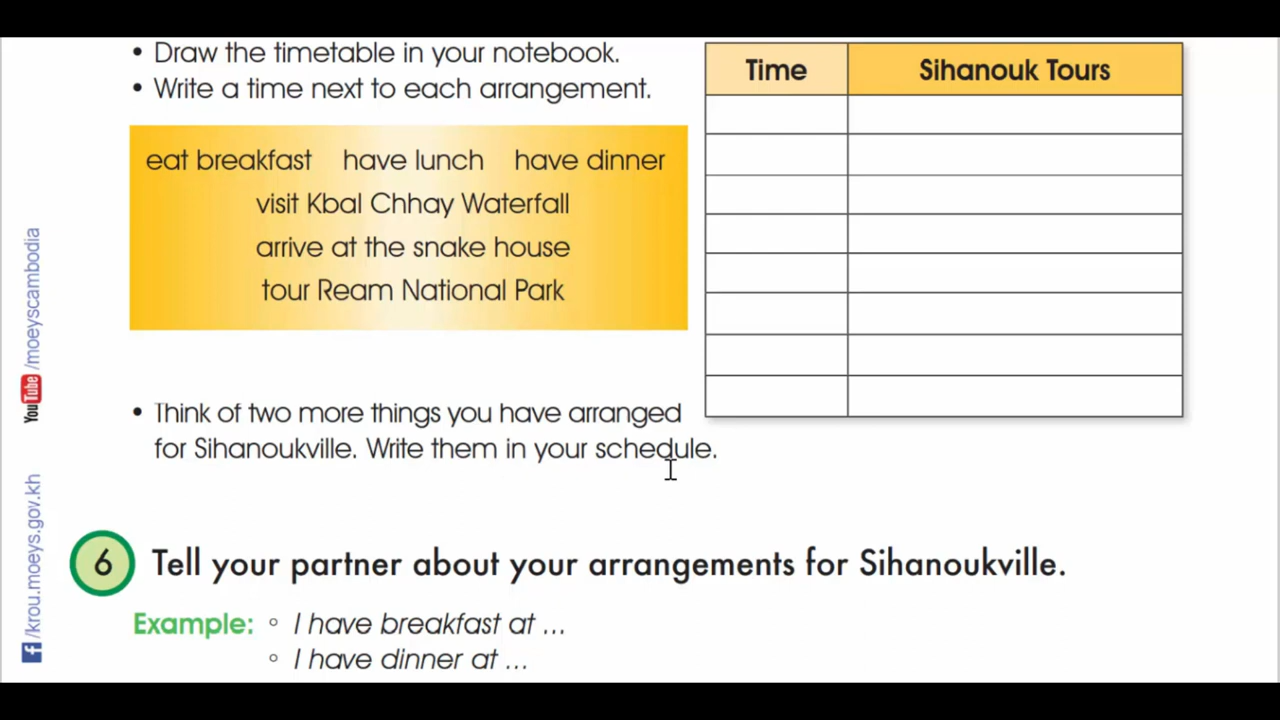 • Draw the timetable in your notebook.
• Write a time next to each arrangement.
eat breakfast have lunch have dinner
visit Kbal Chhay Waterfall
arrive at the snake house
tour Ream National Park
Time Sihanouk Tours
• Think of two more things you have arranged
for Sihanoukville. Write them in your schedule.
6 Tell your partner about your arrangements for Sihanoukville.
Example: ° I have breakfast at ...
° I have dinner at ...
YouTube /moeyscambodia
f /krou.moeys.gov.kh